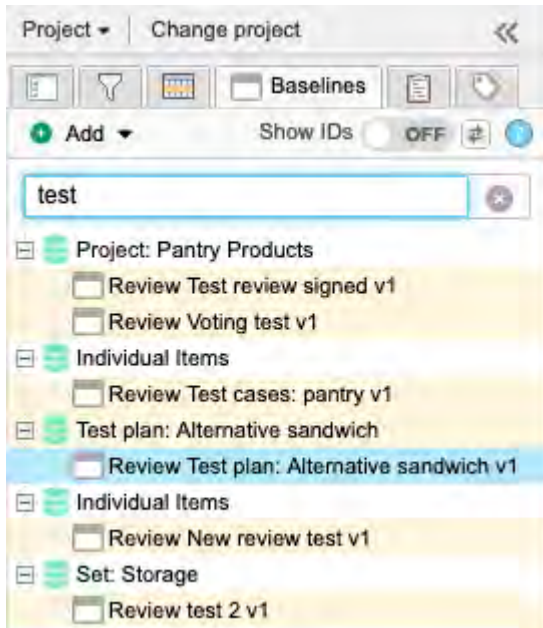 Project Change project
Baselines
Add Show IDs OFF
test
Project: Pantry Products
Review Test review signed v1
Review Voting test v1
Individual Items
Review Test cases: pantry v1
Test plan: Alternative sandwich
Review Test plan: Alternative sandwich v1
Individual Items
Review New review test v1
Set: Storage
Review test 2 v1